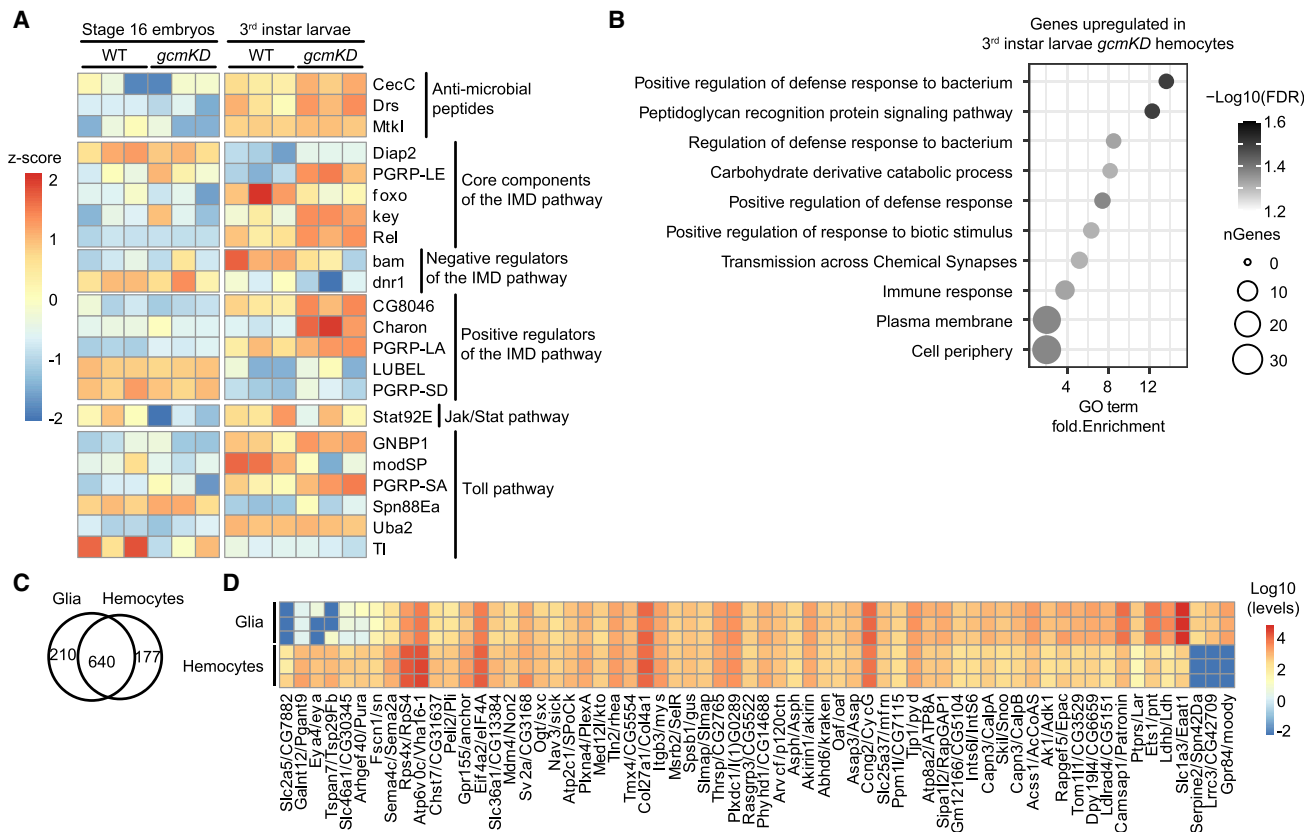 A
Stage 16 embryos
3rd instar larvae
WT
gcmKD
WT
gcmKD
CecC
Drs
Mtkl
Anti-microbial
peptides
Diap2
PGRP-LE
foxo
key
Rel
Core components
of the IMD pathway
bam
dnr1
Negative regulators
of the IMD pathway
CG8046
Charon
PGRP-LA
LUBEL
PGRP-SD
Positive regulators
of the IMD pathway
Stat92E
Jak/Stat pathway
GNBP1
modSP
PGRP-SA
Spn88Ea
Uba2
Tl
Toll pathway
z-score
2
1
0
-1
-2
B
Genes upregulated in
3rd instar larvae gcmKD hemocytes
Positive regulation of defense response to bacterium
Peptidoglycan recognition protein signaling pathway
Regulation of defense response to bacterium
Carbohydrate derivative catabolic process
Positive regulation of defense response
Positive regulation of response to biotic stimulus
Transmission across Chemical Synapses
Immune response
Plasma membrane
Cell periphery
4
8
12
GO term
fold.Enrichment
−Log10(FDR)
1.6
1.4
1.2
nGenes
0
10
20
30
C
Glia
Hemocytes
210
640
177
D
Glia
Hemocytes
Log10
(levels)
4
2
0
-2
Slc2a5/CG7882
Galnt12/Pgant9
Eya4/eya
Tspan7/Tsp29Fb
Slc46a1/CG30345
Arhgef40/Pura
Fscn1/sn
Sema4c/Sema2a
Rps4x/RpS4
Atp6v0c/Vha16-1
Chst7/CG31637
Peli2/Pli
Gpr155/anchor
Eif4a2/eIF4A
Slc36a1/CG13384
Mdm4/Non2
Sv2a/CG3168
Ogt/sxc
Nav3/sick
Atp2c1/SPoCk
Plxna4/PlexA
Med12l/kto
Tln2/rhea
Tmx4/CG5554
Col27a1/Col4a1
Itgb3/mys
Msrb2/SelR
Spsb1/gus
Slmap/Slmap
Thrsp/CG2765
Plxdc1/l(1)G0289
Rasgrp3/CG5522
Phyhd1/CG14688
Arvcf/p120ctn
Asph/Asph
Akirin1/akirin
Abhd6/kraken
Oaf/oaf
Asap3/Asap
Ccng2/CycG
Slc25a37/mfrn
Ppm1l/CG7115
Tjp1/pyd
Atp8a2/ATP8A
Sipa1l2/RapGAP1
Gm12166/CG5104
Ints6l/IntS6
Capn3/CalpA
Skil/Snoo
Capn3/CalpB
Acss1/AcCoAS
Ak1/Adk1
Rapgef5/Epac
Tom1l1/CG3529
Dpy19l4/CG6659
Ldlrad4/CG5151
Camsap1/Patronin
Ptprs/Lar
Ets1/pnt
Ldhb/Ldh
Slc1a3/Eaat1
Serpine2/Spn42Da
Lrrc3/CG42709
Gpr84/moody